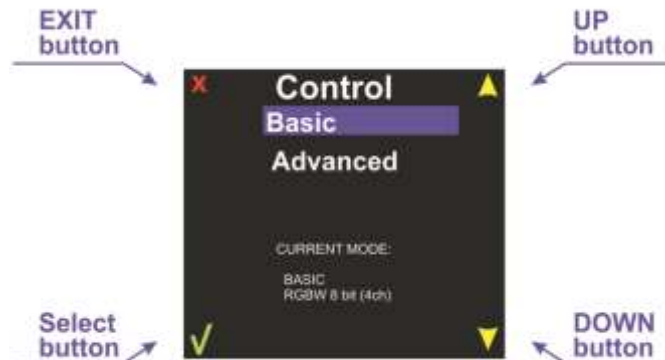 EXIT
button
UP
button
X
Control
Basic
Advanced
CURRENT MODE:
BASIC
RGBW 8 bit (4ch)
Select
button
√
DOWN
button